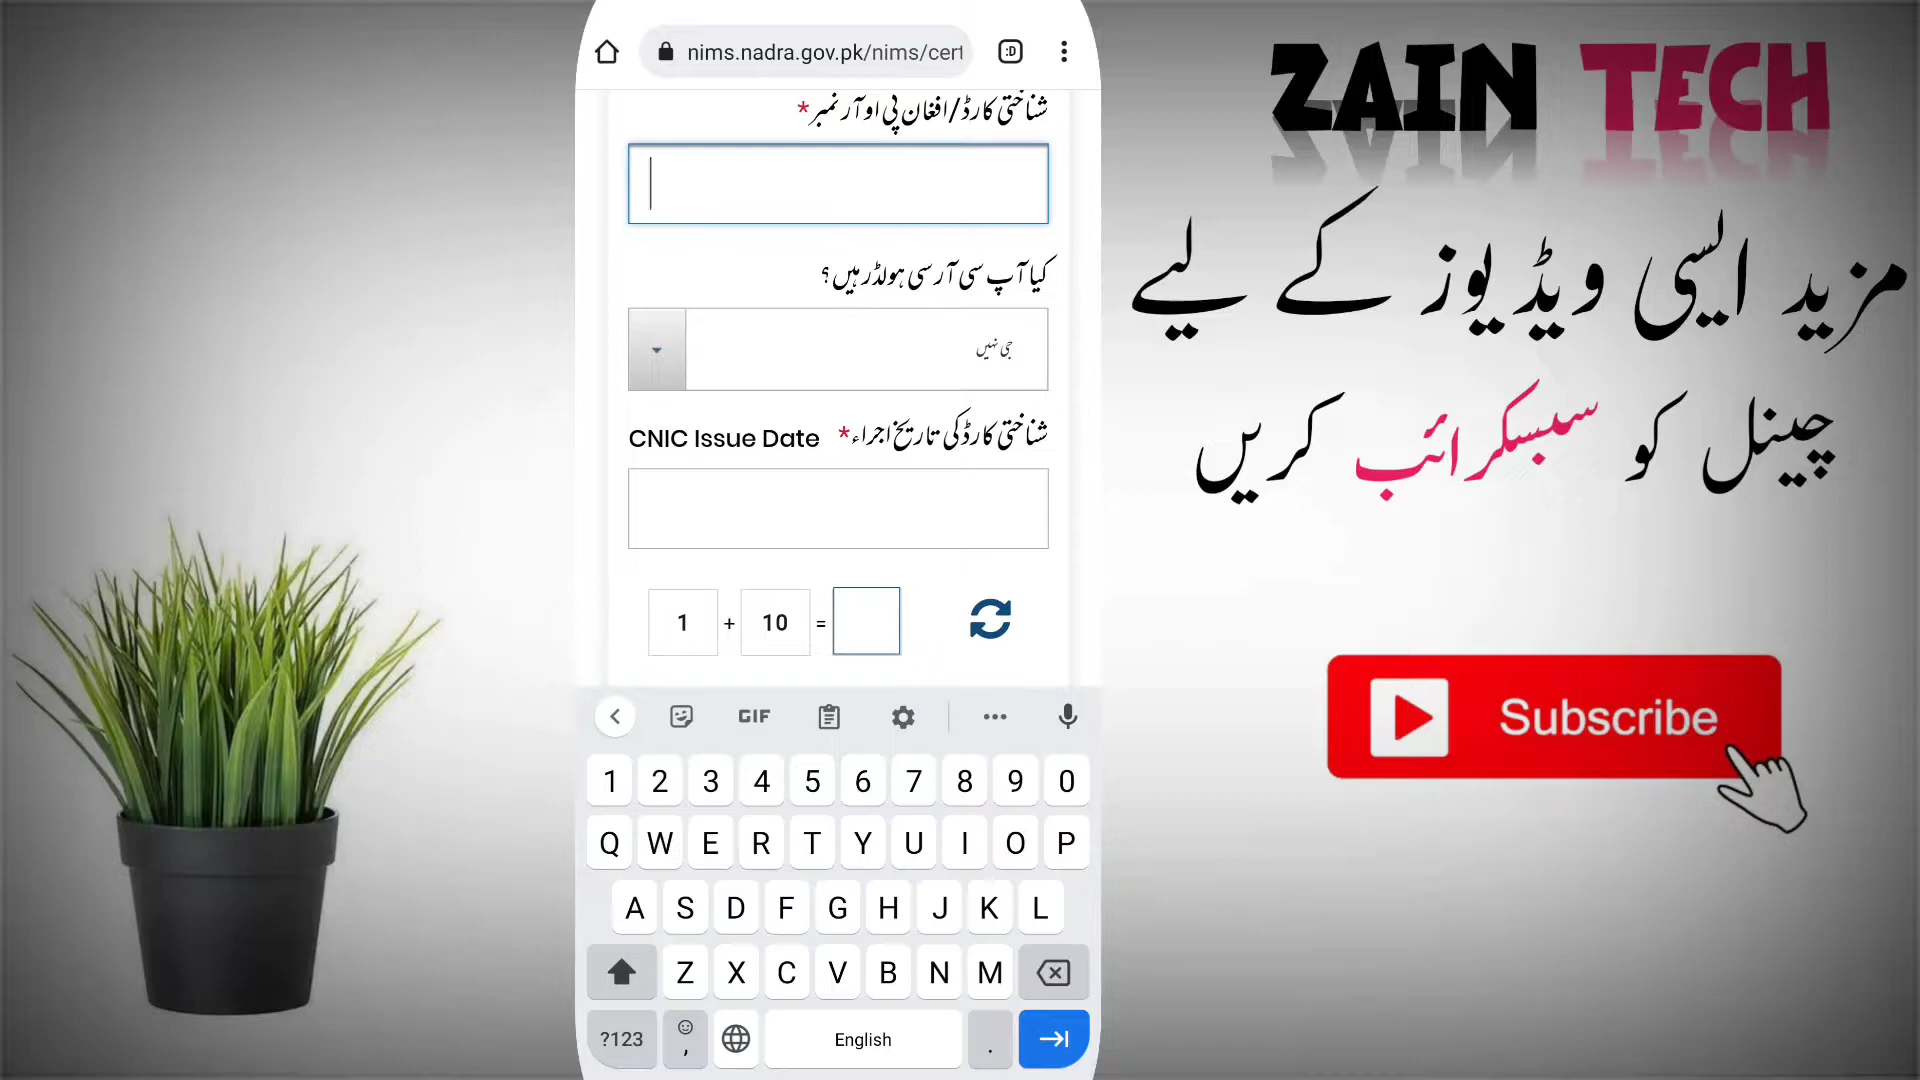 nims.nadra.gov.pk/nims/cert
:D
شناختی کارڈ/افغان پی او آر نمبر*
کیا آپ سی آر سی ہولڈر ہیں؟
جی نہیں
شناختی کارڈ کی تاریخ اجراء* CNIC Issue Date
1 + 10 =
GIF
1 2 3 4 5 6 7 8 9 0
Q W E R T Y U I O P
A S D F G H J K L
Z X C V B N M
?123 , English .
ZAIN TECH
مزید ایسی ویڈیوز کے لیے
چینل کو سبسکرائب کریں
Subscribe